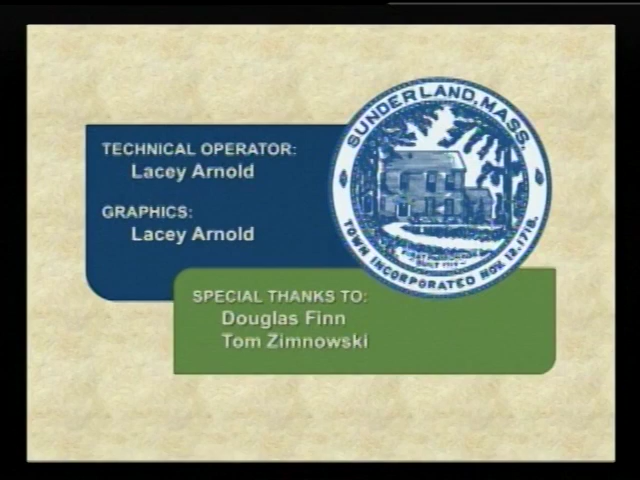 TECHNICAL OPERATOR:
Lacey Arnold
GRAPHICS:
Lacey Arnold
SPECIAL THANKS TO:
Douglas Finn
Tom Zimnowski
SUNDERLAND, MASS.
TOWN INCORPORATED NOV. 12, 1718.